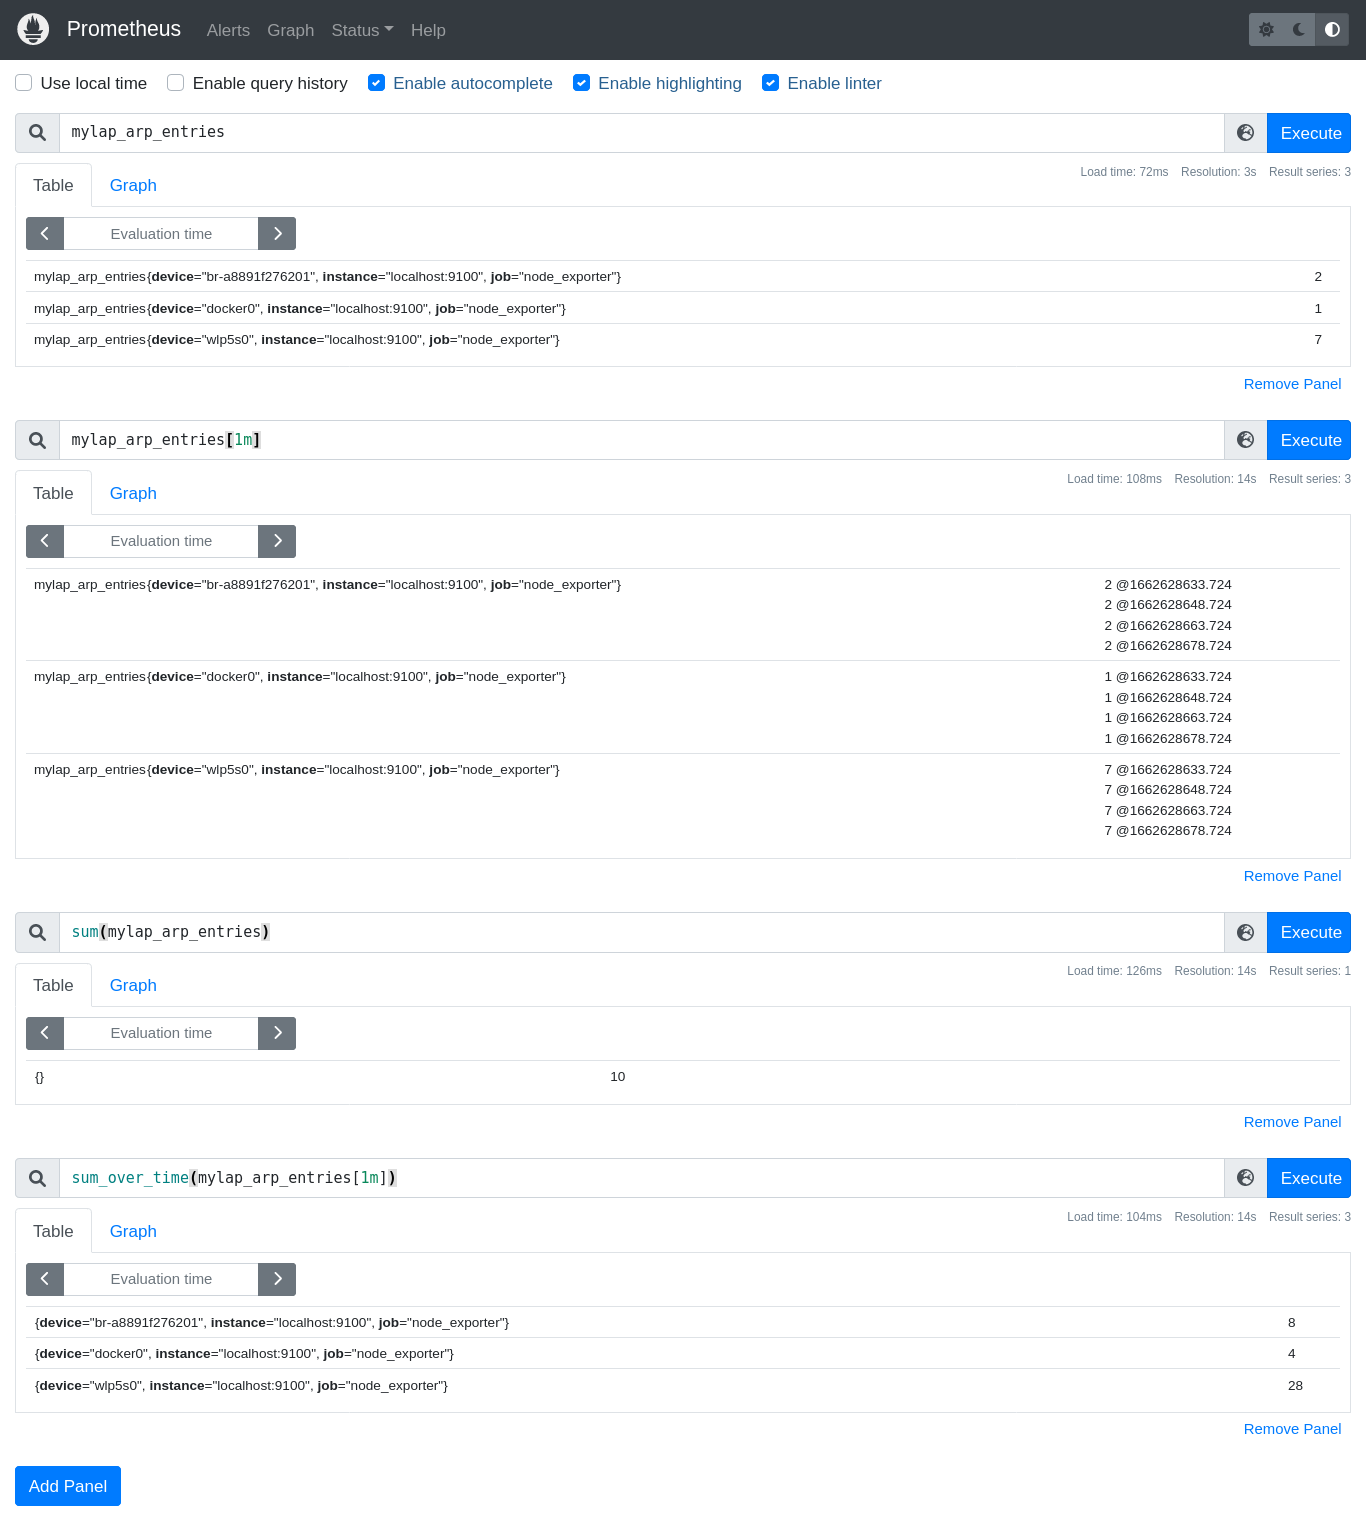 Prometheus Alerts Graph Status Help
Use local time Enable query history Enable autocomplete Enable highlighting Enable linter
mylap_arp_entries Execute
Table Graph Load time: 72ms Resolution: 3s Result series: 3
Evaluation time
mylap_arp_entries{device="br-a8891f276201", instance="localhost:9100", job="node_exporter"} 2
mylap_arp_entries{device="docker0", instance="localhost:9100", job="node_exporter"} 1
mylap_arp_entries{device="wlp5s0", instance="localhost:9100", job="node_exporter"} 7
Remove Panel
mylap_arp_entries[1m] Execute
Table Graph Load time: 108ms Resolution: 14s Result series: 3
Evaluation time
mylap_arp_entries{device="br-a8891f276201", instance="localhost:9100", job="node_exporter"} 2 @1662628633.724
2 @1662628648.724
2 @1662628663.724
2 @1662628678.724
mylap_arp_entries{device="docker0", instance="localhost:9100", job="node_exporter"} 1 @1662628633.724
1 @1662628648.724
1 @1662628663.724
1 @1662628678.724
mylap_arp_entries{device="wlp5s0", instance="localhost:9100", job="node_exporter"} 7 @1662628633.724
7 @1662628648.724
7 @1662628663.724
7 @1662628678.724
Remove Panel
sum(mylap_arp_entries) Execute
Table Graph Load time: 126ms Resolution: 14s Result series: 1
Evaluation time
{} 10
Remove Panel
sum_over_time(mylap_arp_entries[1m]) Execute
Table Graph Load time: 104ms Resolution: 14s Result series: 3
Evaluation time
{device="br-a8891f276201", instance="localhost:9100", job="node_exporter"} 8
{device="docker0", instance="localhost:9100", job="node_exporter"} 4
{device="wlp5s0", instance="localhost:9100", job="node_exporter"} 28
Remove Panel
Add Panel